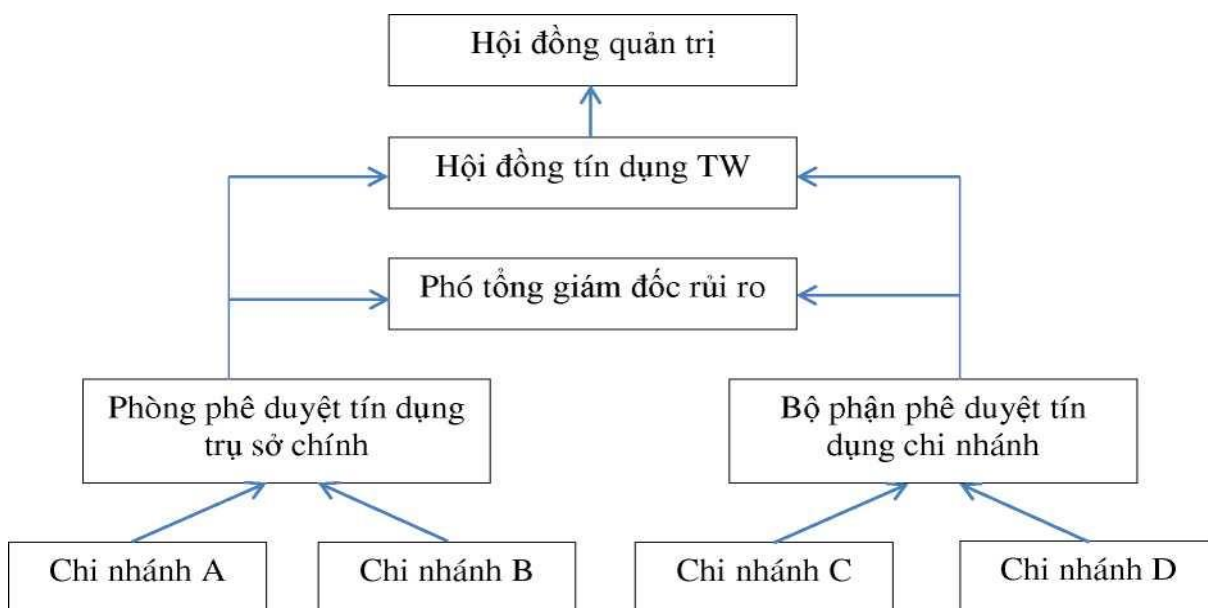 Hội đồng quản trị
Hội đồng tín dụng TW
Phó tổng giám đốc rủi ro
Phòng phê duyệt tín dụng
trụ sở chính
Bộ phận phê duyệt tín
dụng chi nhánh
Chi nhánh A
Chi nhánh B
Chi nhánh C
Chi nhánh D